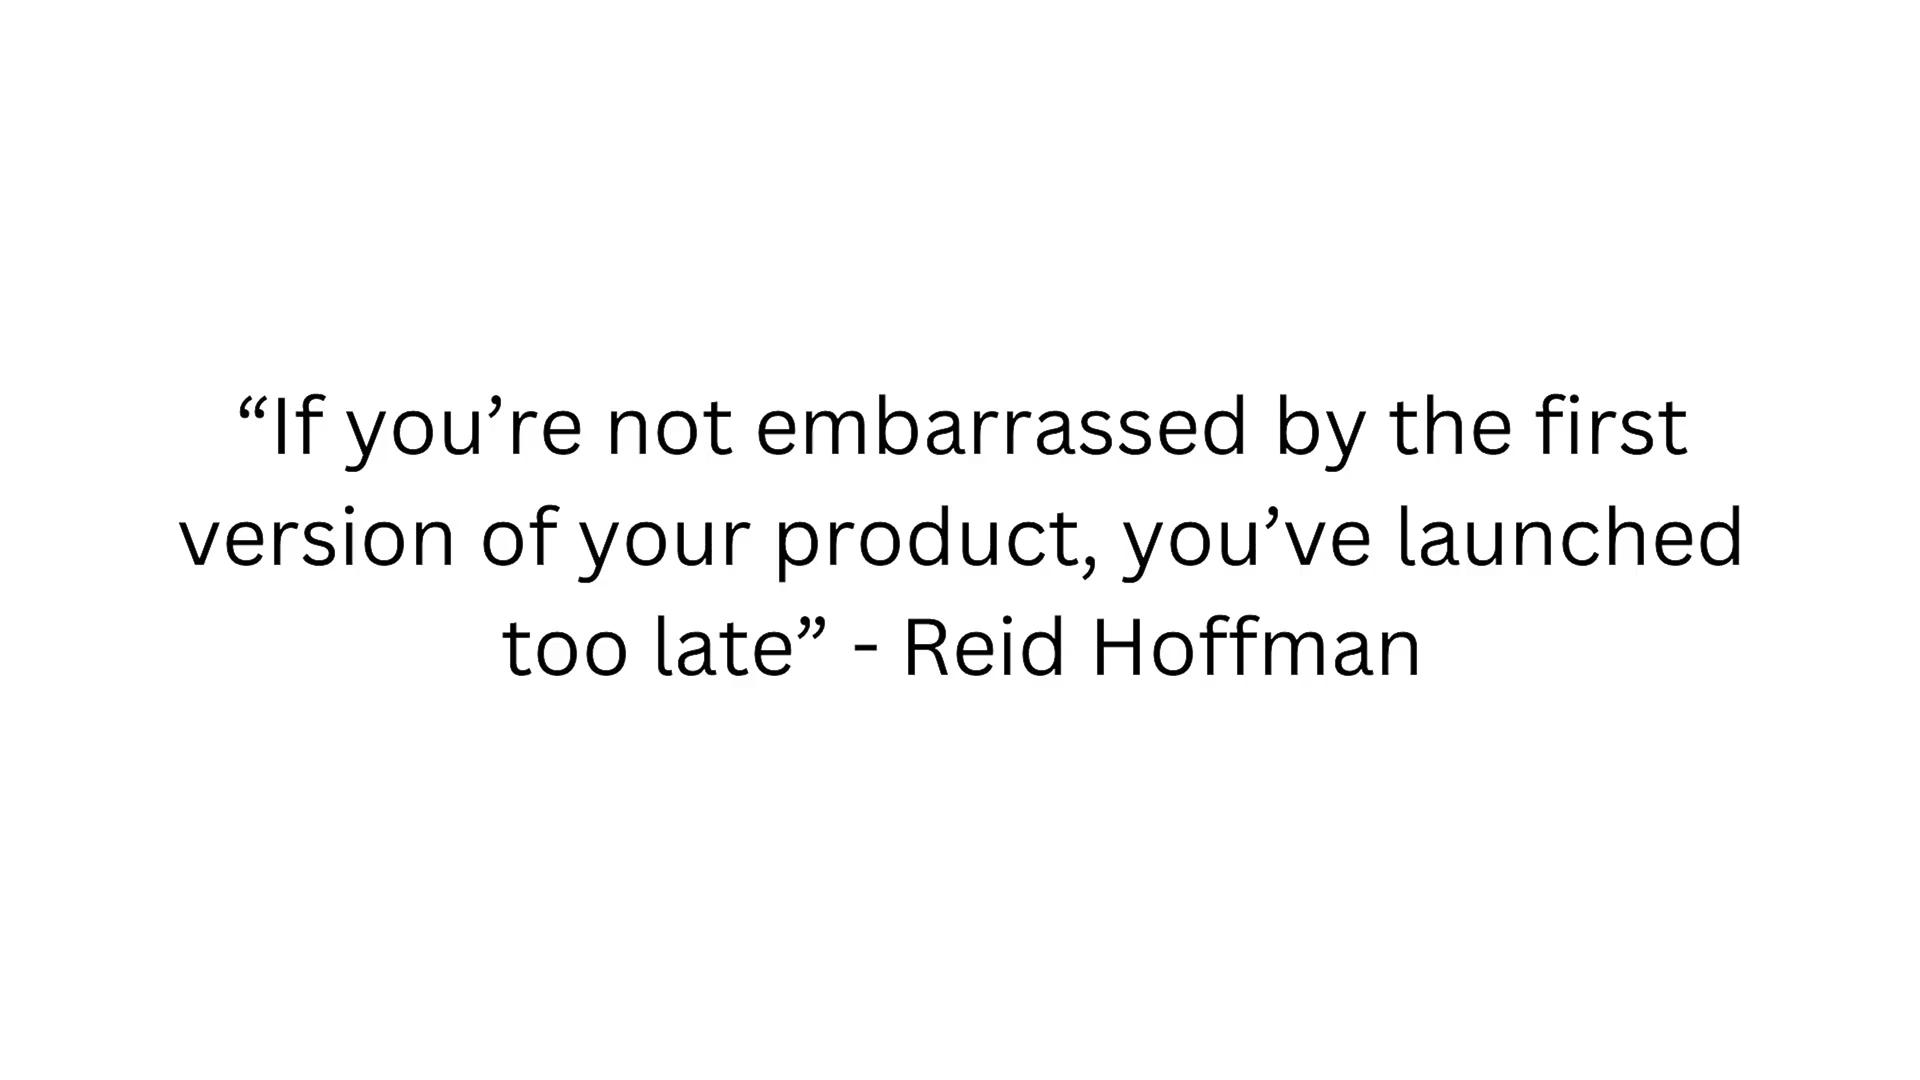 “If you’re not embarrassed by the first
version of your product, you’ve launched
too late” - Reid Hoffman